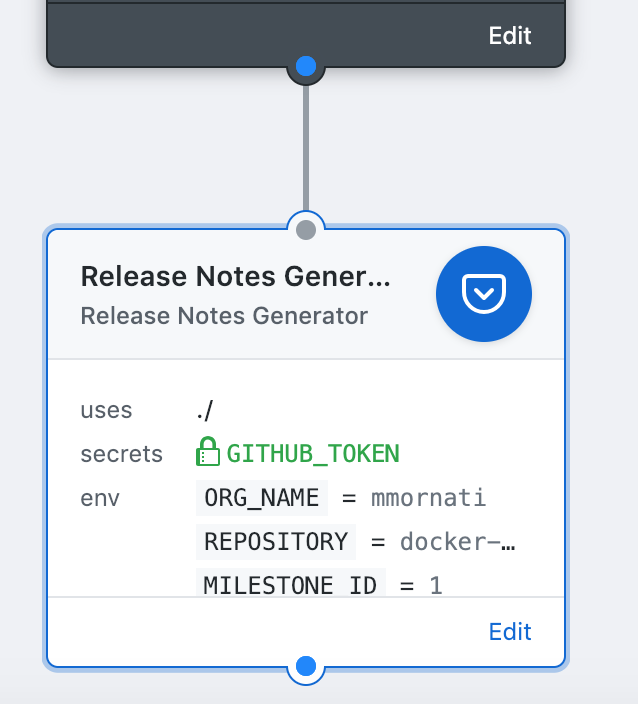 Edit
Release Notes Gener...
Release Notes Generator
uses ./
secrets GITHUB_TOKEN
env ORG_NAME = mmornati
REPOSITORY = docker-...
MILESTONE_ID = 1
Edit